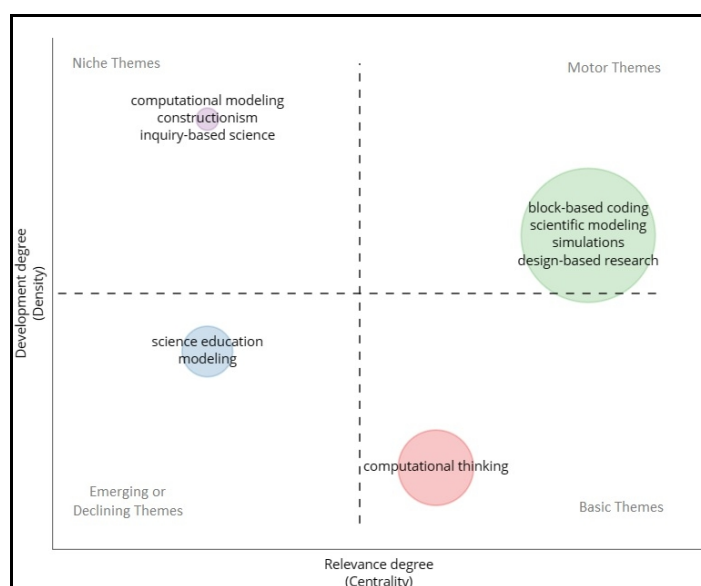 Niche Themes
Motor Themes
computational modeling
constructionism
inquiry-based science
block-based coding
scientific modeling
simulations
design-based research
Development degree
(Density)
science education
modeling
computational thinking
Emerging or
Declining Themes
Basic Themes
Relevance degree
(Centrality)